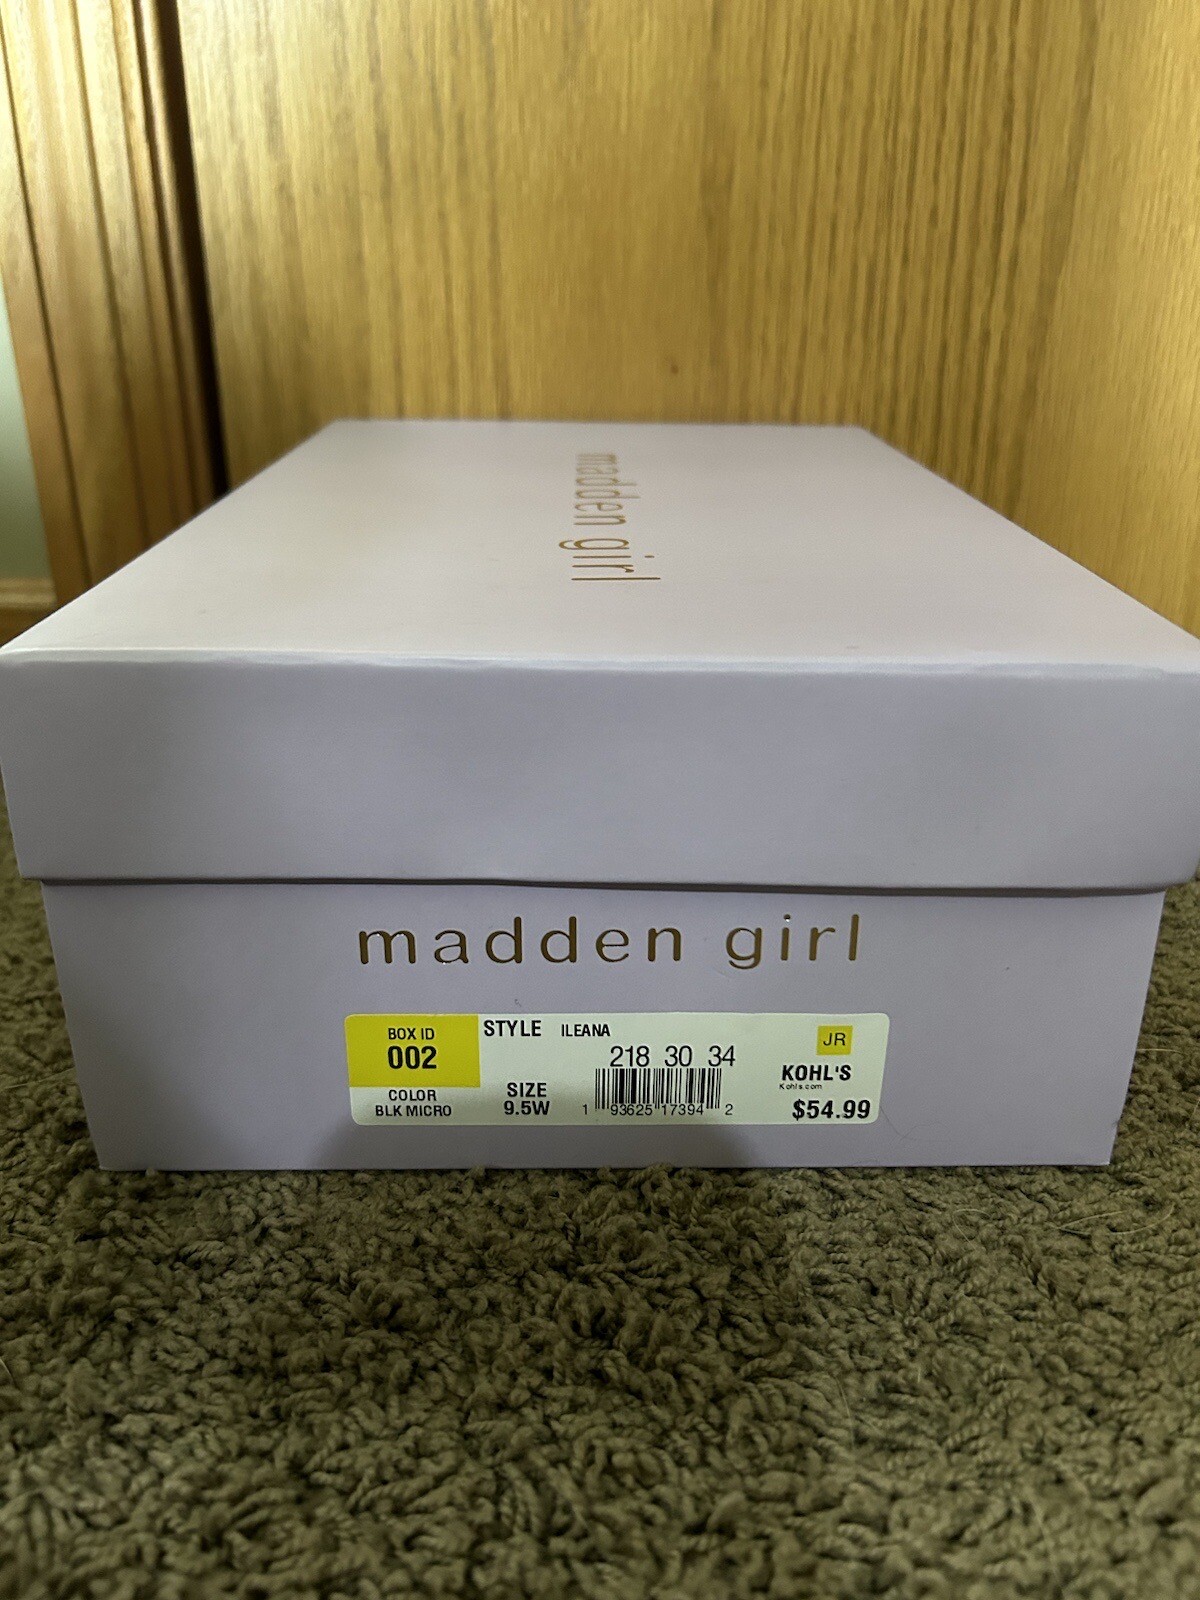 madden girl
madden girl
BOX ID
002
STYLE ILEANA
JR
218 30 34
KOHL'S
Kohls.com
COLOR
BLK MICRO
SIZE
9.5W
1 93625 17394 2
$54.99